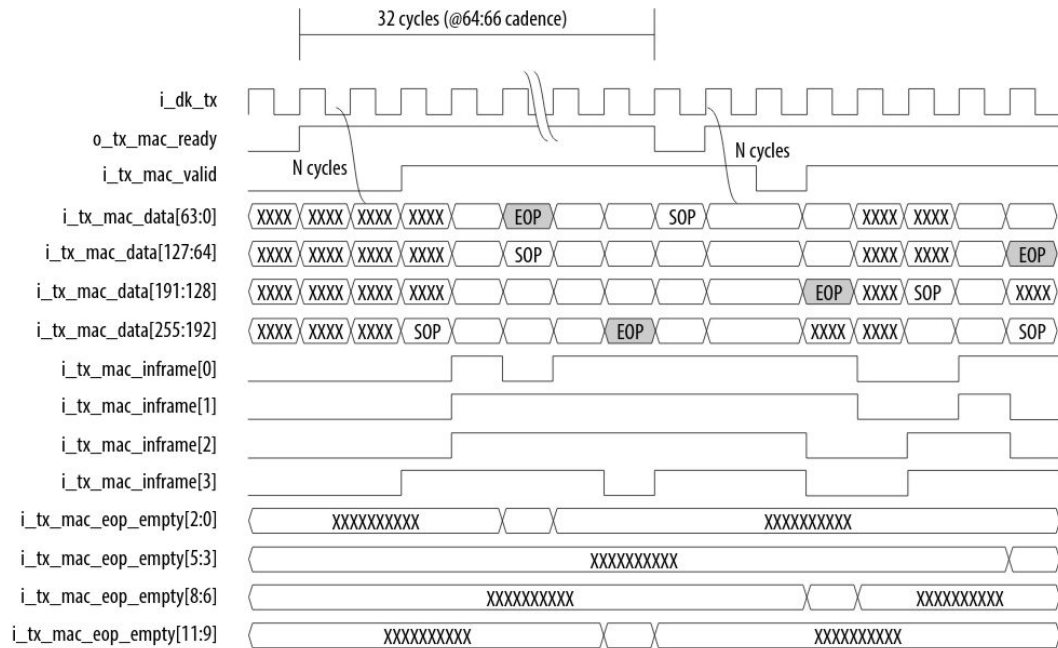 32 cycles (@64:66 cadence)
i_dk_tx
o_tx_mac_ready
N cycles N cycles
i_tx_mac_valid
i_tx_mac_data[63:0] XXXX XXXX XXXX XXXX EOP SOP XXXX XXXX
i_tx_mac_data[127:64] XXXX XXXX XXXX XXXX SOP XXXX XXXX EOP
i_tx_mac_data[191:128] XXXX XXXX XXXX XXXX EOP XXXX SOP XXXX
i_tx_mac_data[255:192] XXXX XXXX XXXX SOP EOP XXXX XXXX SOP
i_tx_mac_inframe[0]
i_tx_mac_inframe[1]
i_tx_mac_inframe[2]
i_tx_mac_inframe[3]
i_tx_mac_eop_empty[2:0] XXXXXXXXXX XXXXXXXXXX
i_tx_mac_eop_empty[5:3] XXXXXXXXXX
i_tx_mac_eop_empty[8:6] XXXXXXXXXX XXXXXXXXXX
i_tx_mac_eop_empty[11:9] XXXXXXXXXX XXXXXXXXXX